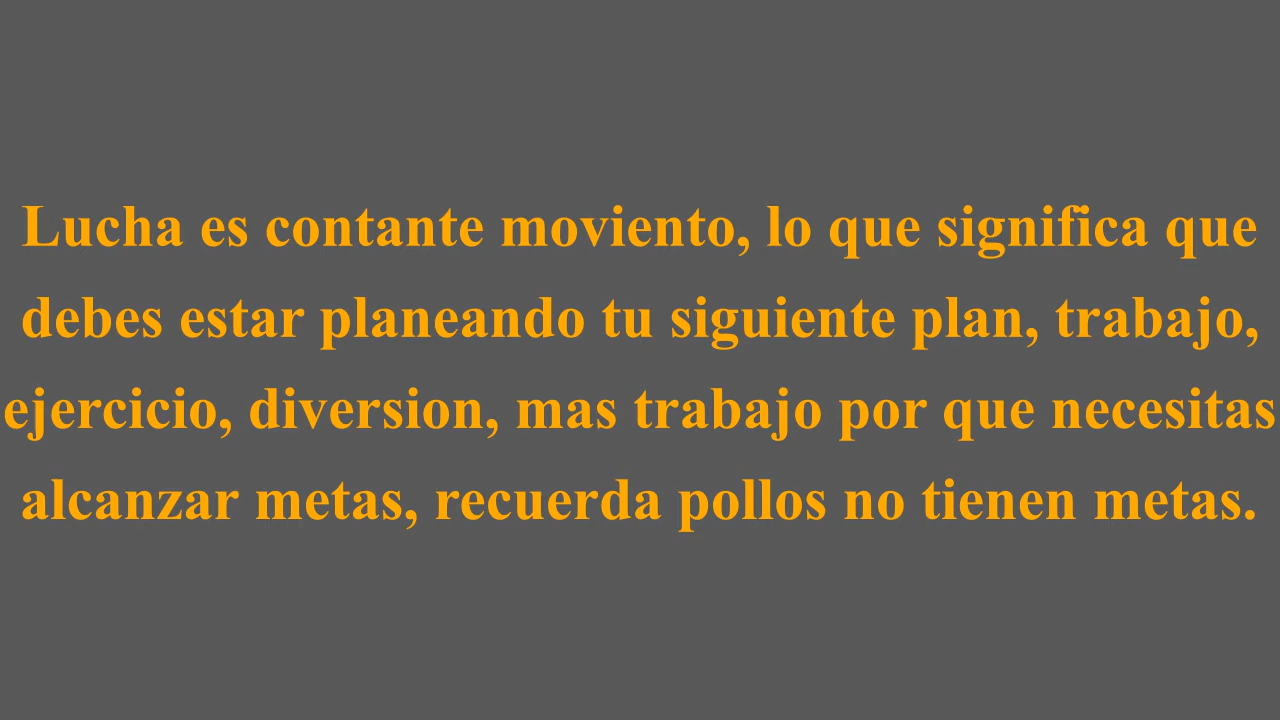 Lucha es contante moviento, lo que significa que
debes estar planeando tu siguiente plan, trabajo,
ejercicio, diversion, mas trabajo por que necesitas
alcanzar metas, recuerda pollos no tienen metas.